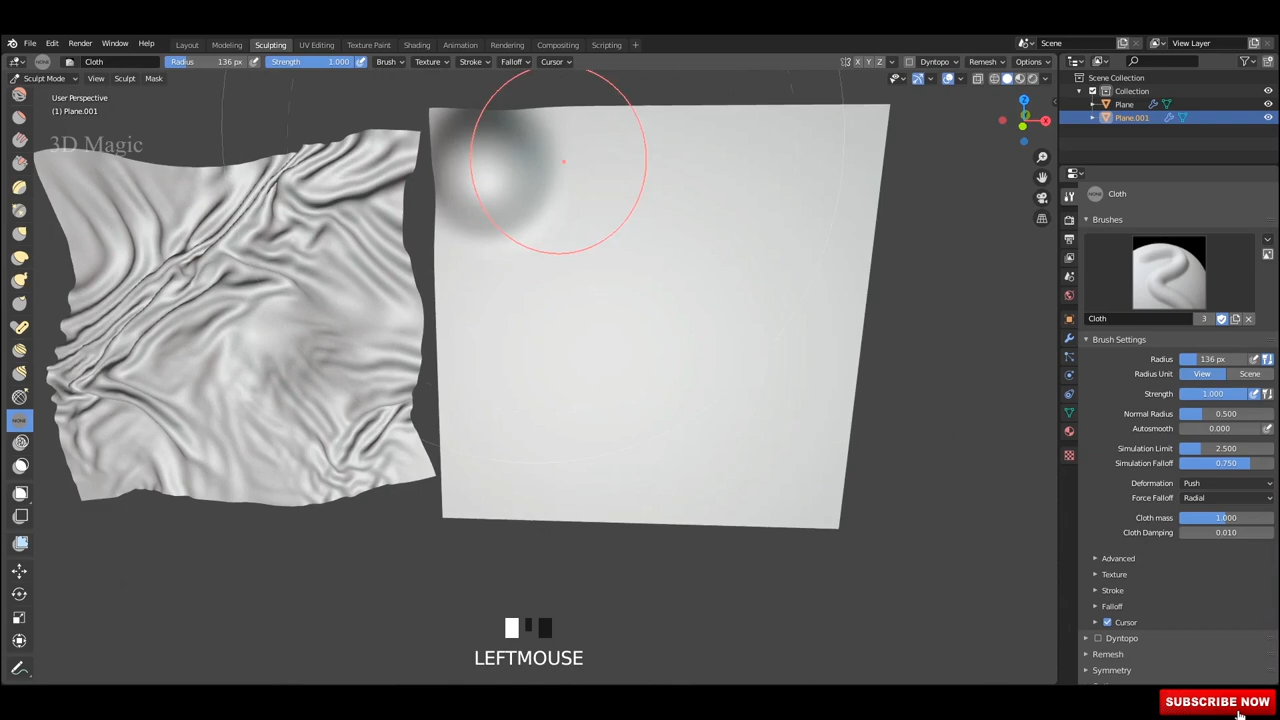 File Edit Render Window Help
Layout Modeling Sculpting UV Editing Texture Paint Shading Animation Rendering Compositing Scripting +
Scene View Layer
Cloth Radius 136 px Strength 1.000 Brush Texture Stroke Falloff Cursor X Y Z Dyntopo Remesh Options
Sculpt Mode View Sculpt Mask
User Perspective
(1) Plane.001
3D Magic
Scene Collection
Collection
Plane
Plane.001
Cloth
Brushes
Cloth 3
Brush Settings
Radius 136 px
Radius Unit View Scene
Strength 1.000
Normal Radius 0.500
Autosmooth 0.000
Simulation Limit 2.500
Simulation Falloff 0.750
Deformation Push
Force Falloff Radial
Cloth mass 1.000
Cloth Damping 0.010
Advanced
Texture
Stroke
Falloff
Cursor
Dyntopo
Remesh
Symmetry
LEFTMOUSE
SUBSCRIBE NOW